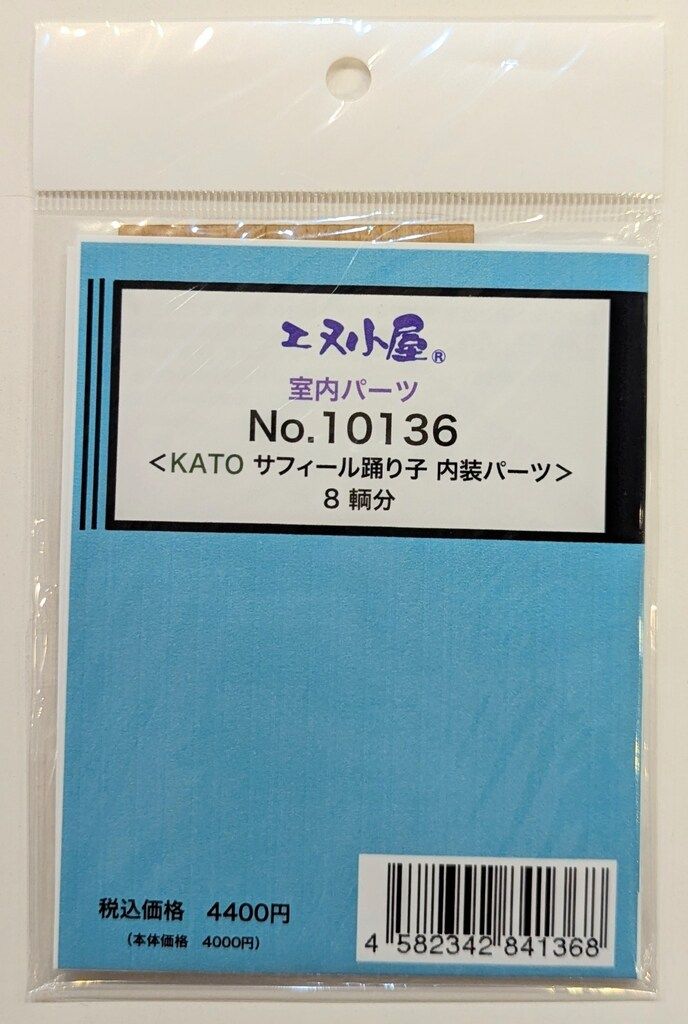 エヌ小屋®
室内パーツ
No.10136
<KATO サフィール踊り子 内装パーツ>
8 輌分
税込価格 4400円
(本体価格 4000円)
4 582342 841368